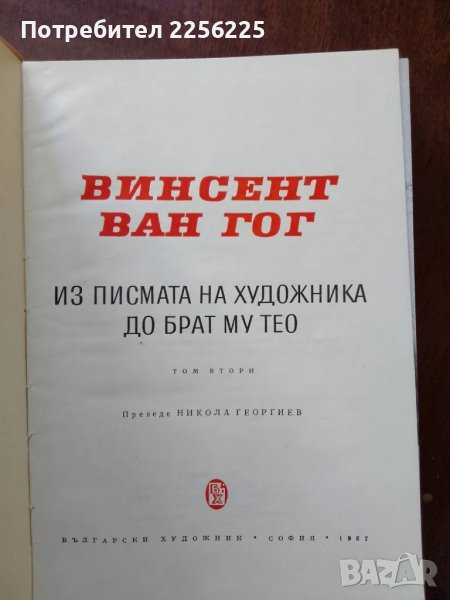 Потребител 2256225
ВИНСЕНТ
ВАН ГОГ
ИЗ ПИСМАТА НА ХУДОЖНИКА
ДО БРАТ МУ ТЕО
ТОМ ВТОРИ
Преведе НИКОЛА ГЕОРГИЕВ
Б Х
БЪЛГАРСКИ ХУДОЖНИК • СОФИЯ • 1967
BAZAR